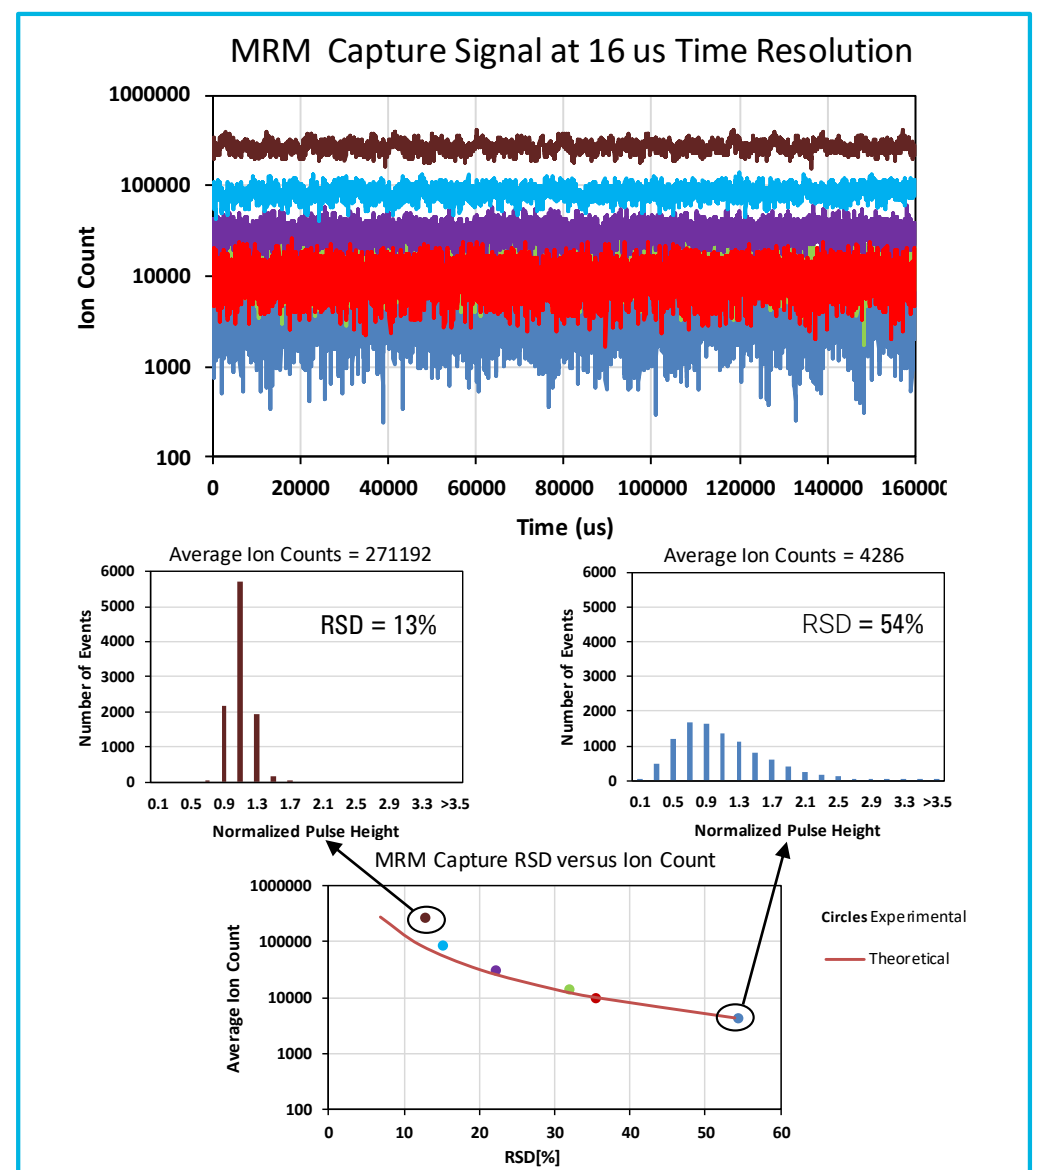 MRM Capture Signal at 16 us Time Resolution
1000000
100000
10000
1000
100
Ion Count
0 20000 40000 60000 80000 100000 120000 140000 160000
Time (us)
Average Ion Counts = 271192
6000
5000
4000
3000
2000
1000
0
Number of Events
RSD = 13%
0.1 0.5 0.9 1.3 1.7 2.1 2.5 2.9 3.3 >3.5
Normalized Pulse Height
Average Ion Counts = 4286
6000
5000
4000
3000
2000
1000
0
Number of Events
RSD = 54%
0.1 0.5 0.9 1.3 1.7 2.1 2.5 2.9 3.3 >3.5
Normalized Pulse Height
MRM Capture RSD versus Ion Count
1000000
100000
10000
1000
100
Average Ion Count
0 10 20 30 40 50 60
RSD[%]
Circles Experimental
Theoretical